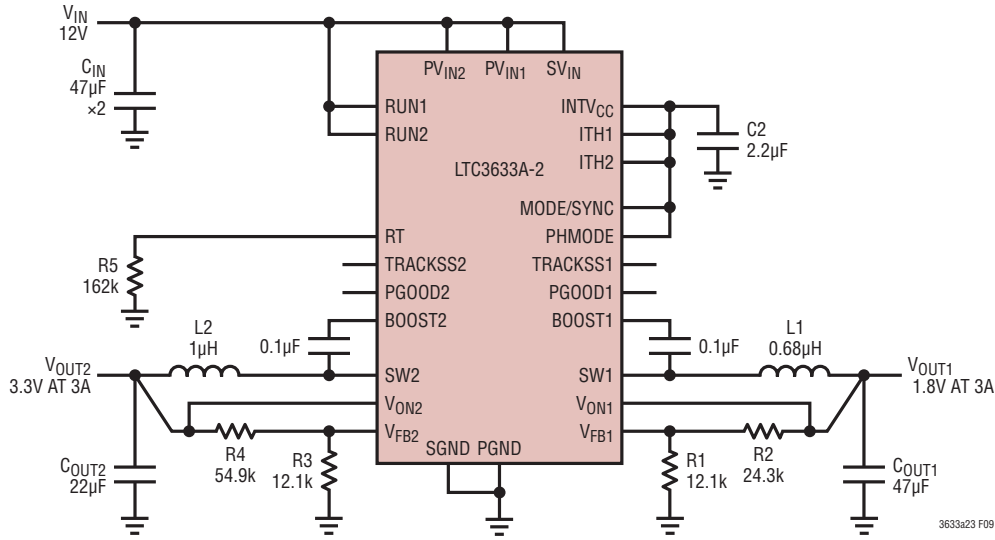 VIN
12V
CIN
47µF
×2
PVIN2 PVIN1 SVIN
RUN1
RUN2
INTVCC
ITH1
ITH2
C2
2.2µF
LTC3633A-2
MODE/SYNC
PHMODE
RT
R5
162k
TRACKSS2
PGOOD2
BOOST2
TRACKSS1
PGOOD1
BOOST1
L2
1µH
0.1µF
0.1µF
L1
0.68µH
VOUT2
3.3V AT 3A
SW2
SW1
VOUT1
1.8V AT 3A
VON2
VFB2
VON1
VFB1
SGND PGND
R4
54.9k
R3
12.1k
R1
12.1k
R2
24.3k
COUT2
22µF
COUT1
47µF
3633a23 F09